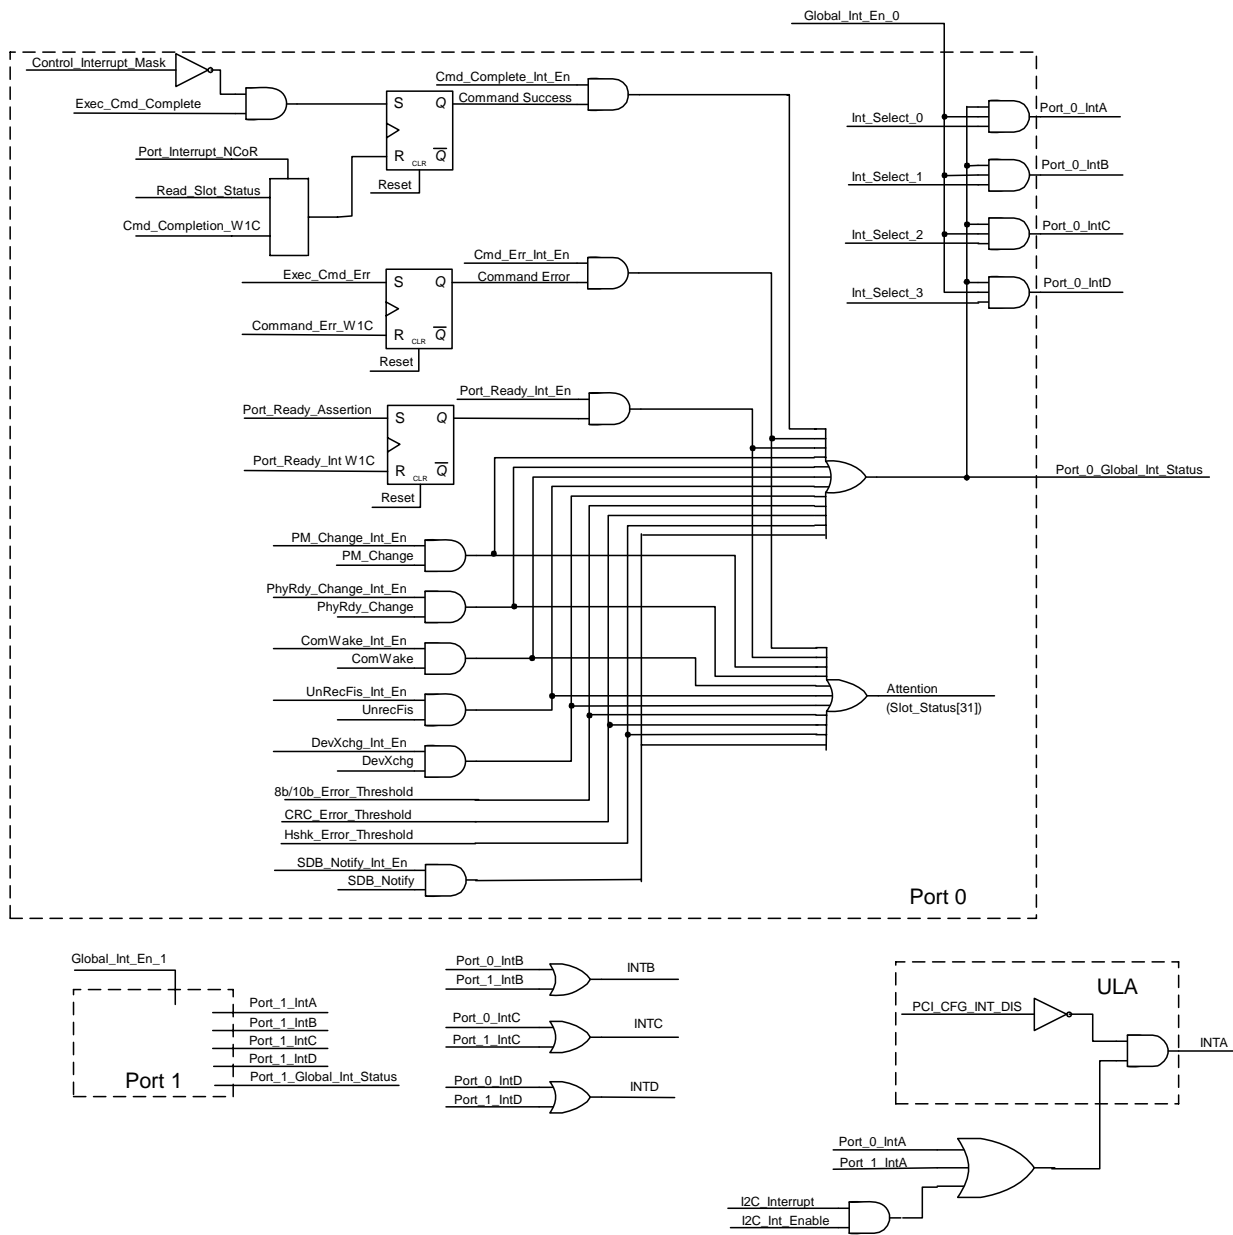 Global_Int_En_0
Control_Interrupt_Mask
Exec_Cmd_Complete
S
Q
R
CLR
Q
Reset
Cmd_Complete_Int_En
Command Success
Port_Interrupt_NCoR
Read_Slot_Status
Cmd_Completion_W1C
Int_Select_0
Port_0_IntA
Int_Select_1
Port_0_IntB
Int_Select_2
Port_0_IntC
Int_Select_3
Port_0_IntD
Exec_Cmd_Err
Command_Err_W1C
S
Q
R
CLR
Q
Reset
Cmd_Err_Int_En
Command Error
Port_Ready_Assertion
Port_Ready_Int W1C
S
Q
R
CLR
Q
Reset
Port_Ready_Int_En
Port_0_Global_Int_Status
PM_Change_Int_En
PM_Change
PhyRdy_Change_Int_En
PhyRdy_Change
ComWake_Int_En
ComWake
UnRecFis_Int_En
UnrecFis
DevXchg_Int_En
DevXchg
8b/10b_Error_Threshold
CRC_Error_Threshold
Hshk_Error_Threshold
SDB_Notify_Int_En
SDB_Notify
Attention
(Slot_Status[31])
Port 0
Global_Int_En_1
Port_1_IntA
Port_1_IntB
Port_1_IntC
Port_1_IntD
Port_1_Global_Int_Status
Port 1
Port_0_IntB
Port_1_IntB
INTB
Port_0_IntC
Port_1_IntC
INTC
Port_0_IntD
Port_1_IntD
INTD
ULA
PCI_CFG_INT_DIS
INTA
Port_0_IntA
Port_1_IntA
I2C_Interrupt
I2C_Int_Enable